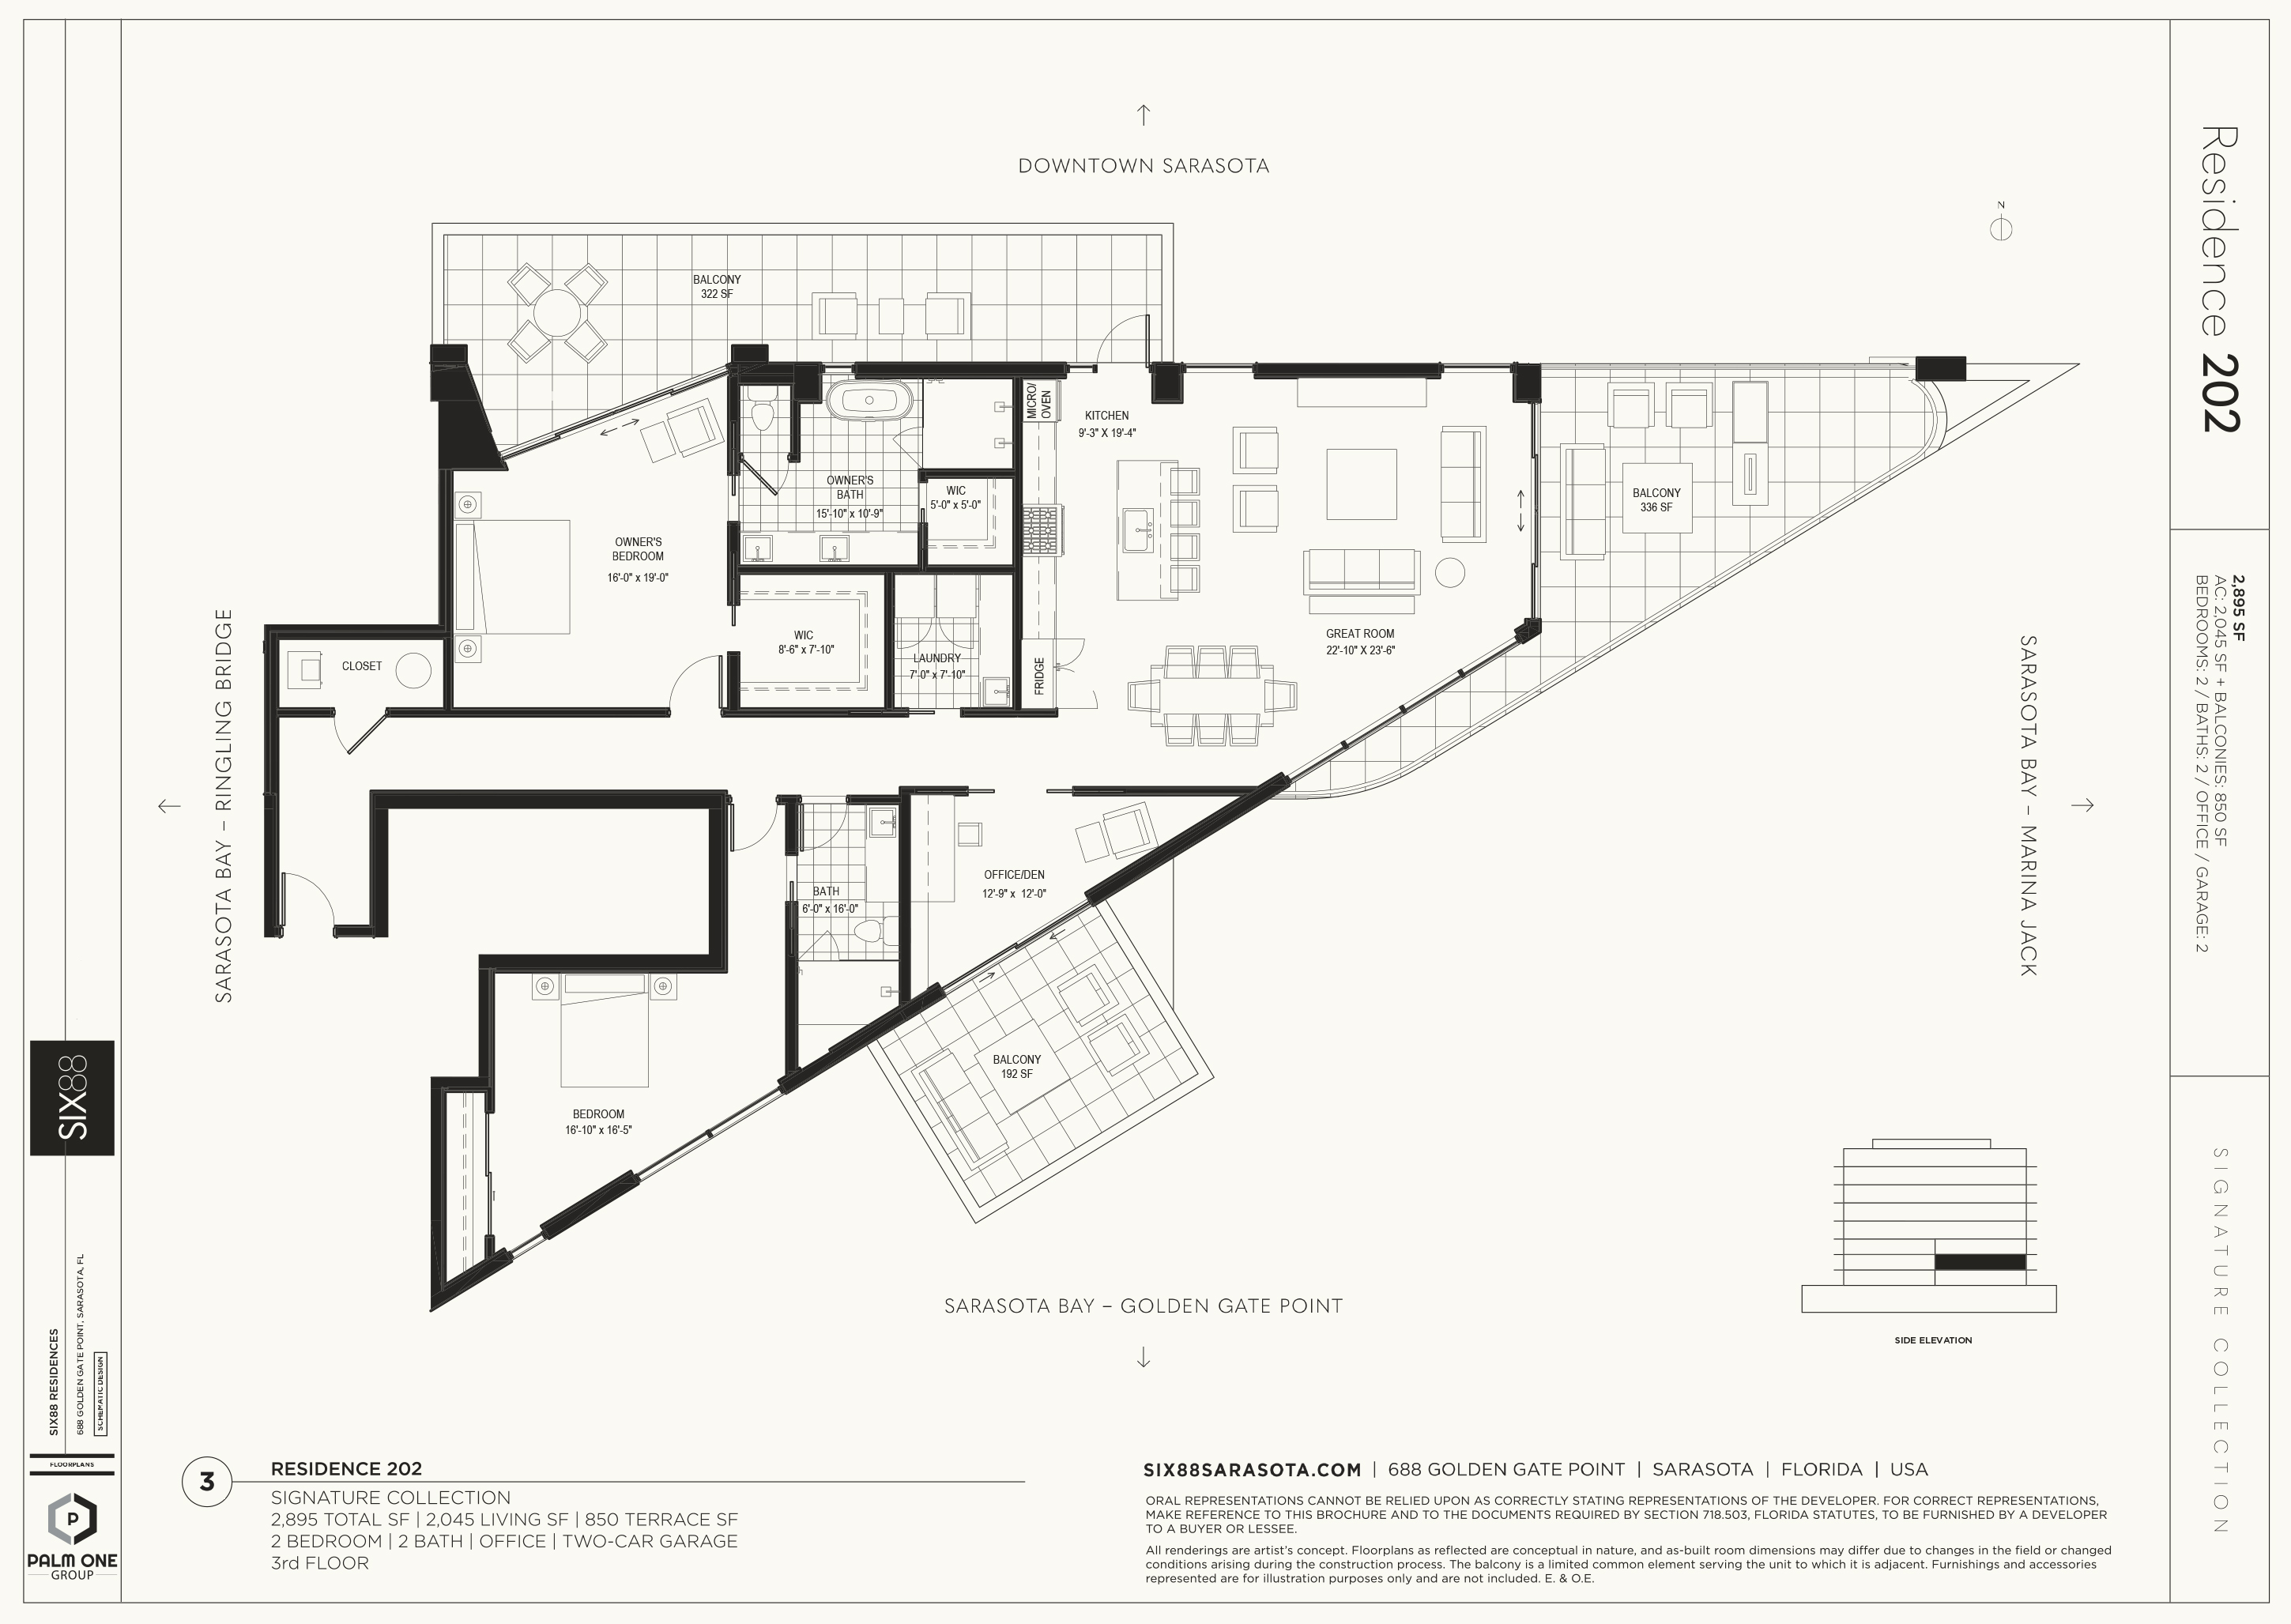 DOWNTOWN SARASOTA
N
BALCONY
322 SF
MICRO/
OVEN
KITCHEN
9'-3" X 19'-4"
OWNER'S
BATH
15'-10" x 10'-9"
WIC
5'-0" x 5'-0"
BALCONY
336 SF
OWNER'S
BEDROOM
16'-0" x 19'-0"
WIC
8'-6" x 7'-10"
LAUNDRY
7'-0" x 7'-10"
FRIDGE
GREAT ROOM
22'-10" X 23'-6"
CLOSET
BATH
6'-0" x 16'-0"
OFFICE/DEN
12'-9" x 12'-0"
BALCONY
192 SF
BEDROOM
16'-10" x 16'-5"
SARASOTA BAY – RINGLING BRIDGE
SARASOTA BAY – MARINA JACK
SARASOTA BAY – GOLDEN GATE POINT
SIDE ELEVATION
Residence 202
2,895 SF
AC: 2,045 SF + BALCONIES: 850 SF
BEDROOMS: 2 / BATHS: 2 / OFFICE / GARAGE: 2
SIGNATURE COLLECTION
SIX88
SIX88 RESIDENCES
688 GOLDEN GATE POINT, SARASOTA, FL
SCHEMATIC DESIGN
FLOORPLANS
P
PALM ONE
GROUP
3
RESIDENCE 202
SIGNATURE COLLECTION
2,895 TOTAL SF | 2,045 LIVING SF | 850 TERRACE SF
2 BEDROOM | 2 BATH | OFFICE | TWO-CAR GARAGE
3rd FLOOR
SIX88SARASOTA.COM | 688 GOLDEN GATE POINT | SARASOTA | FLORIDA | USA
ORAL REPRESENTATIONS CANNOT BE RELIED UPON AS CORRECTLY STATING REPRESENTATIONS OF THE DEVELOPER. FOR CORRECT REPRESENTATIONS,
MAKE REFERENCE TO THIS BROCHURE AND TO THE DOCUMENTS REQUIRED BY SECTION 718.503, FLORIDA STATUTES, TO BE FURNISHED BY A DEVELOPER
TO A BUYER OR LESSEE.
All renderings are artist's concept. Floorplans as reflected are conceptual in nature, and as-built room dimensions may differ due to changes in the field or changed
conditions arising during the construction process. The balcony is a limited common element serving the unit to which it is adjacent. Furnishings and accessories
represented are for illustration purposes only and are not included. E. & O.E.